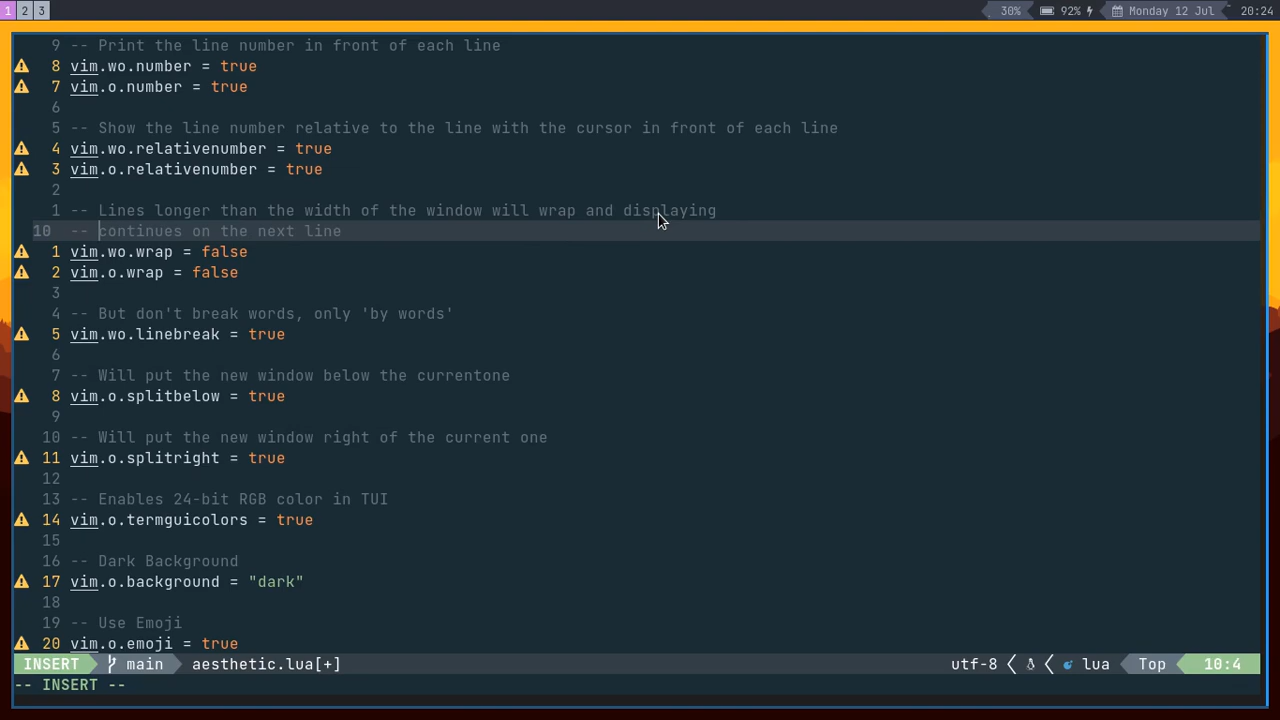 1 2 3 30% 92% Monday 12 Jul 20:24
9 -- Print the line number in front of each line
8 vim.wo.number = true
7 vim.o.number = true
6
5 -- Show the line number relative to the line with the cursor in front of each line
4 vim.wo.relativenumber = true
3 vim.o.relativenumber = true
2
1 -- Lines longer than the width of the window will wrap and displaying
10 -- continues on the next line
1 vim.wo.wrap = false
2 vim.o.wrap = false
3
4 -- But don't break words, only 'by words'
5 vim.wo.linebreak = true
6
7 -- Will put the new window below the currentone
8 vim.o.splitbelow = true
9
10 -- Will put the new window right of the current one
11 vim.o.splitright = true
12
13 -- Enables 24-bit RGB color in TUI
14 vim.o.termguicolors = true
15
16 -- Dark Background
17 vim.o.background = "dark"
18
19 -- Use Emoji
20 vim.o.emoji = true
INSERT main aesthetic.lua[+] utf-8 lua Top 10:4
-- INSERT --